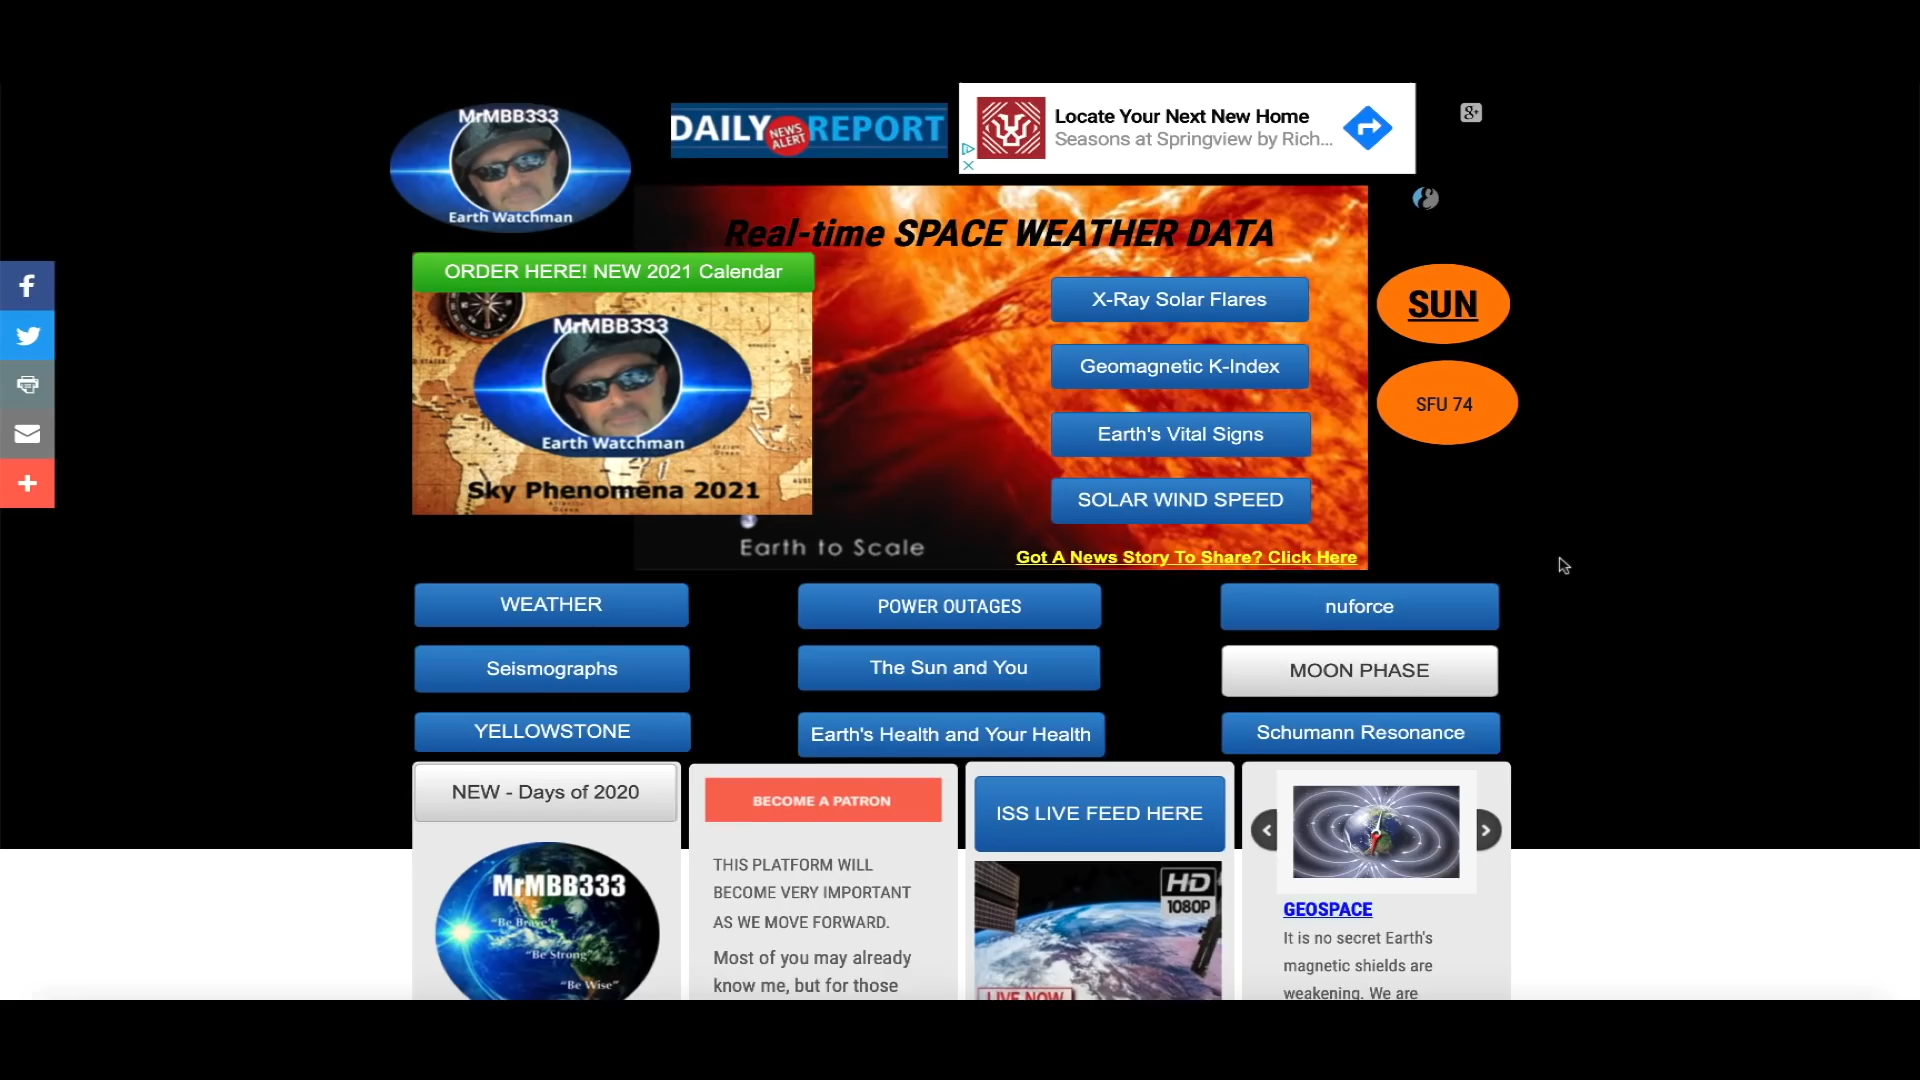 MrMBB333
Earth Watchman
DAILY NEWS ALERT REPORT
Locate Your Next New Home
Seasons at Springview by Rich...
g+
Real-time SPACE WEATHER DATA
ORDER HERE! NEW 2021 Calendar
MrMBB333
Earth Watchman
Sky Phenomena 2021
X-Ray Solar Flares
Geomagnetic K-Index
Earth's Vital Signs
SOLAR WIND SPEED
SUN
SFU 74
Earth to Scale
Got A News Story To Share? Click Here
WEATHER
POWER OUTAGES
nuforce
Seismographs
The Sun and You
MOON PHASE
YELLOWSTONE
Earth's Health and Your Health
Schumann Resonance
NEW - Days of 2020
MrMBB333
"Be Brave"
"Be Strong"
"Be Wise"
BECOME A PATRON
THIS PLATFORM WILL
BECOME VERY IMPORTANT
AS WE MOVE FORWARD.
Most of you may already
know me, but for those
ISS LIVE FEED HERE
HD
1080P
LIVE NOW
GEOSPACE
It is no secret Earth's
magnetic shields are
weakening. We are